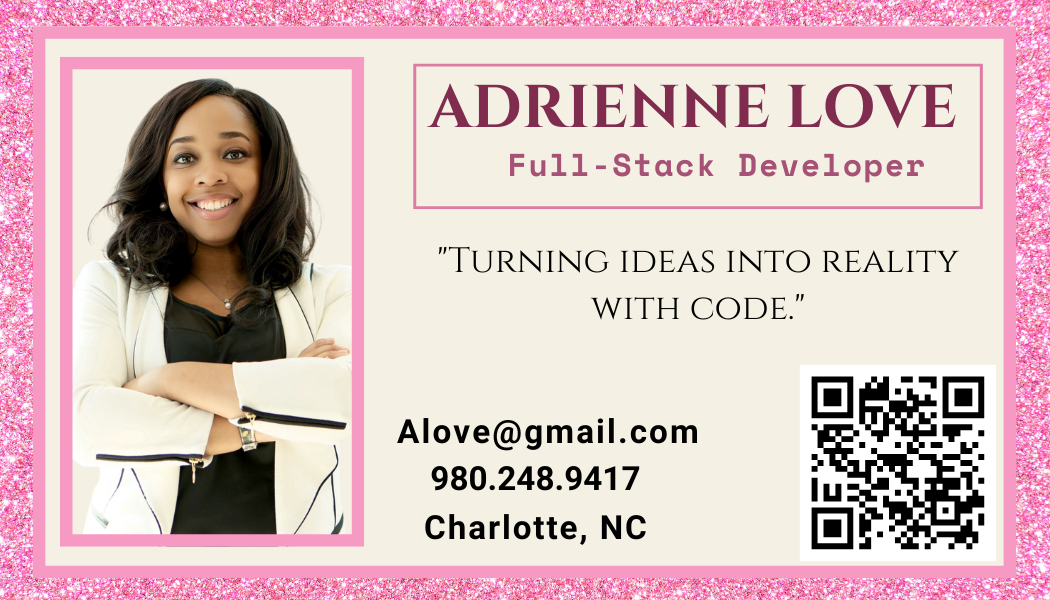 ADRIENNE LOVE
Full-Stack Developer
"Turning ideas into reality
with code."
Alove@gmail.com
980.248.9417
Charlotte, NC